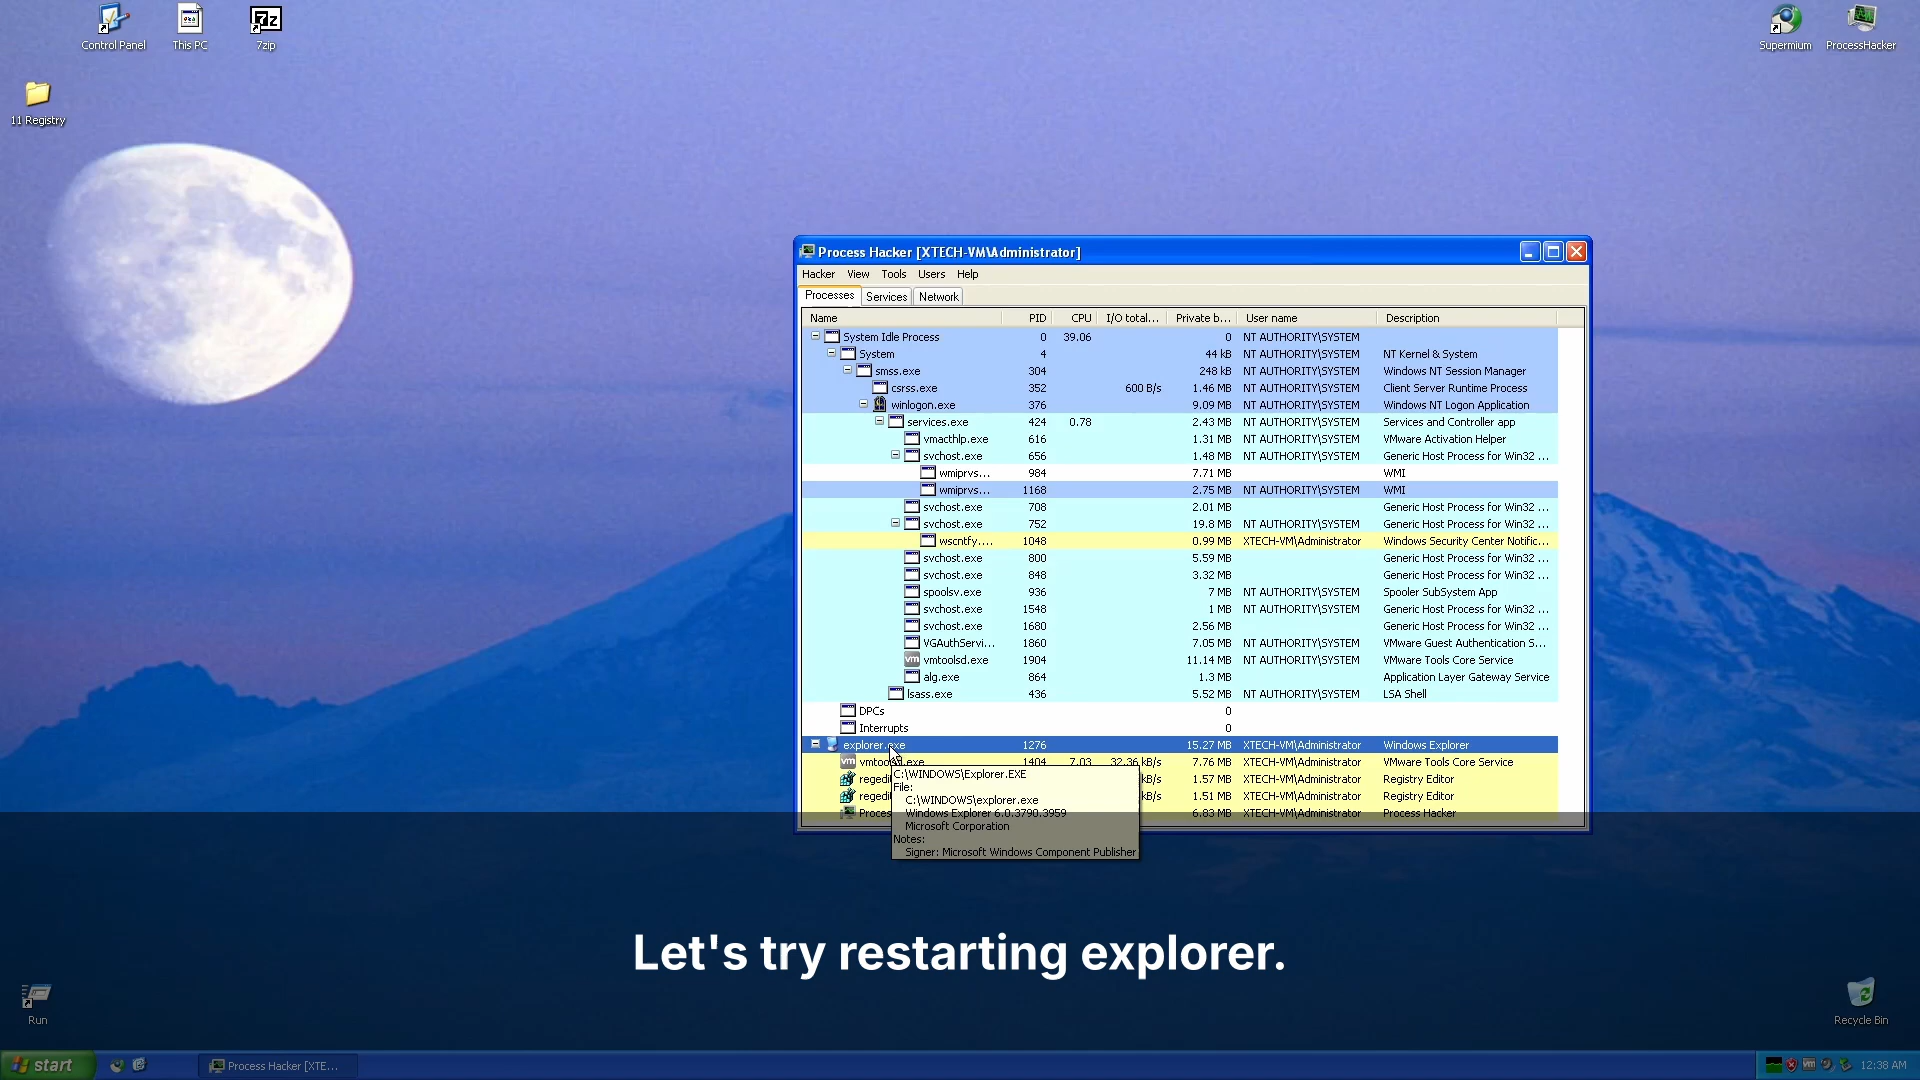 Control Panel
This PC
7z
7zip
Supermium
ProcessHacker
11 Registry
Process Hacker [XTECH-VM\Administrator]
Hacker View Tools Users Help
Processes Services Network
Name PID CPU I/O total... Private b... User name Description
System Idle Process 0 39.06 0 NT AUTHORITY\SYSTEM
System 4 44 kB NT AUTHORITY\SYSTEM NT Kernel & System
smss.exe 304 248 kB NT AUTHORITY\SYSTEM Windows NT Session Manager
csrss.exe 352 600 B/s 1.46 MB NT AUTHORITY\SYSTEM Client Server Runtime Process
winlogon.exe 376 9.09 MB NT AUTHORITY\SYSTEM Windows NT Logon Application
services.exe 424 0.78 2.43 MB NT AUTHORITY\SYSTEM Services and Controller app
vmacthlp.exe 616 1.31 MB NT AUTHORITY\SYSTEM VMware Activation Helper
svchost.exe 656 1.48 MB NT AUTHORITY\SYSTEM Generic Host Process for Win32 ...
wmiprvs... 984 7.71 MB WMI
wmiprvs... 1168 2.75 MB NT AUTHORITY\SYSTEM WMI
svchost.exe 708 2.01 MB Generic Host Process for Win32 ...
svchost.exe 752 19.8 MB NT AUTHORITY\SYSTEM Generic Host Process for Win32 ...
wscntfy.... 1048 0.99 MB XTECH-VM\Administrator Windows Security Center Notific...
svchost.exe 800 5.59 MB Generic Host Process for Win32 ...
svchost.exe 848 3.32 MB Generic Host Process for Win32 ...
spoolsv.exe 936 7 MB NT AUTHORITY\SYSTEM Spooler SubSystem App
svchost.exe 1548 1 MB NT AUTHORITY\SYSTEM Generic Host Process for Win32 ...
svchost.exe 1680 2.56 MB Generic Host Process for Win32 ...
VGAuthServi... 1860 7.05 MB NT AUTHORITY\SYSTEM VMware Guest Authentication S...
vm vmtoolsd.exe 1904 11.14 MB NT AUTHORITY\SYSTEM VMware Tools Core Service
alg.exe 864 1.3 MB Application Layer Gateway Service
lsass.exe 436 5.52 MB NT AUTHORITY\SYSTEM LSA Shell
DPCs 0
Interrupts 0
explorer.exe 1276 15.27 MB XTECH-VM\Administrator Windows Explorer
vm vmtoolsd.exe 1404 7.03 32.36 kB/s 7.76 MB XTECH-VM\Administrator VMware Tools Core Service
regedi kB/s 1.57 MB XTECH-VM\Administrator Registry Editor
regedi kB/s 1.51 MB XTECH-VM\Administrator Registry Editor
Proces 6.83 MB XTECH-VM\Administrator Process Hacker
C:\WINDOWS\Explorer.EXE
File:
C:\WINDOWS\explorer.exe
Windows Explorer 6.0.3790.3959
Microsoft Corporation
Notes:
Signer: Microsoft Windows Component Publisher
Let's try restarting explorer.
Run
Recycle Bin
start
Process Hacker [XTE...
vm
12:38 AM